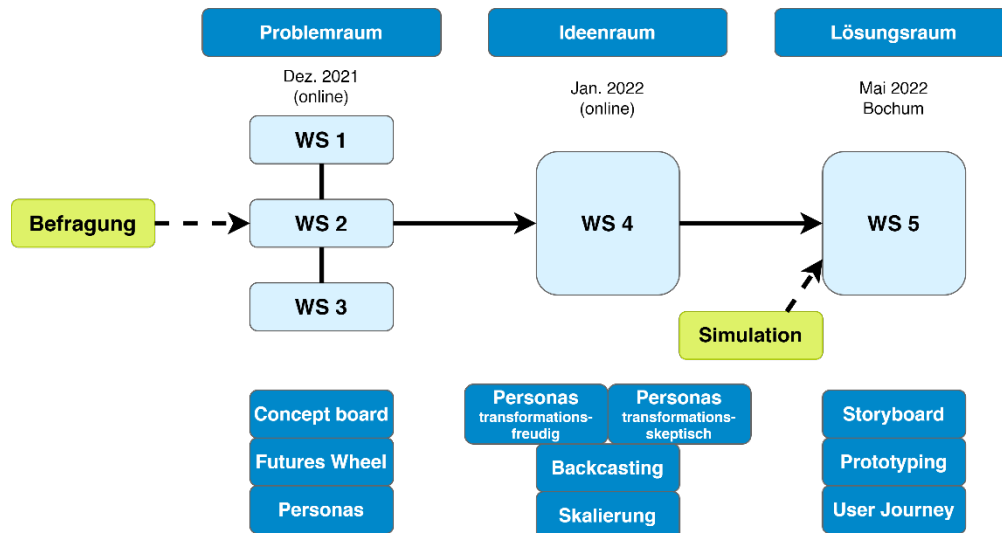 Problemraum
Ideenraum
Lösungsraum
Dez. 2021
(online)
Jan. 2022
(online)
Mai 2022
Bochum
WS 1
Befragung
WS 2
WS 4
WS 5
WS 3
Simulation
Concept board
Futures Wheel
Personas
Personas
transformations-
freudig
Personas
transformations-
skeptisch
Backcasting
Skalierung
Storyboard
Prototyping
User Journey